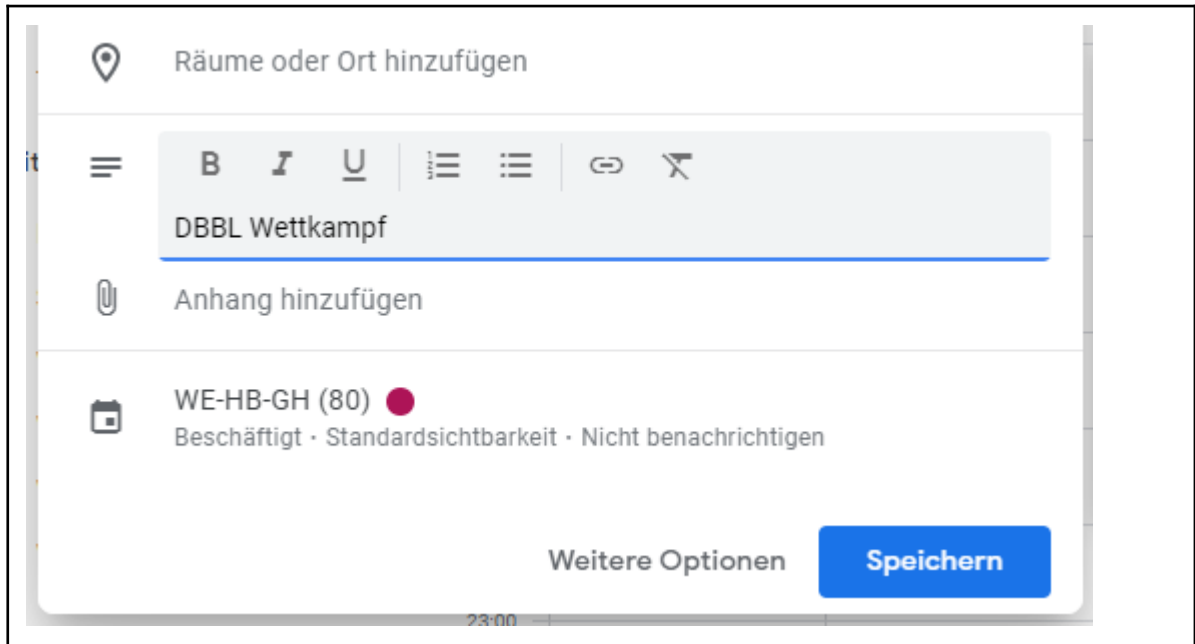 Räume oder Ort hinzufügen
it
B I U
DBBL Wettkampf
Anhang hinzufügen
WE-HB-GH (80)
Beschäftigt · Standardsichtbarkeit · Nicht benachrichtigen
Weitere Optionen Speichern
23:00